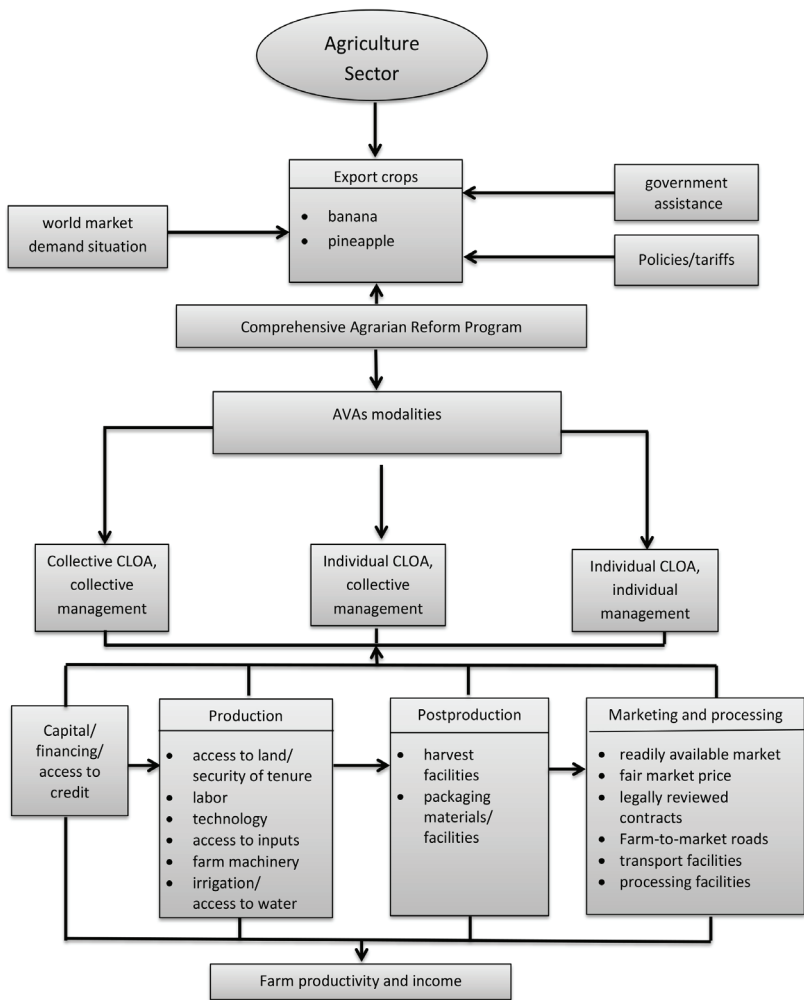 Agriculture
Sector
Export crops
• banana
• pineapple
government
assistance
world market
demand situation
Policies/tariffs
Comprehensive Agrarian Reform Program
AVAs modalities
Collective CLOA,
collective
management
Individual CLOA,
collective
management
Individual CLOA,
individual
management
Capital/
financing/
access to
credit
Production
• access to land/
security of tenure
• labor
• technology
• access to inputs
• farm machinery
• irrigation/
access to water
Postproduction
• harvest
facilities
• packaging
materials/
facilities
Marketing and processing
• readily available market
• fair market price
• legally reviewed
contracts
• Farm-to-market roads
• transport facilities
• processing facilities
Farm productivity and income